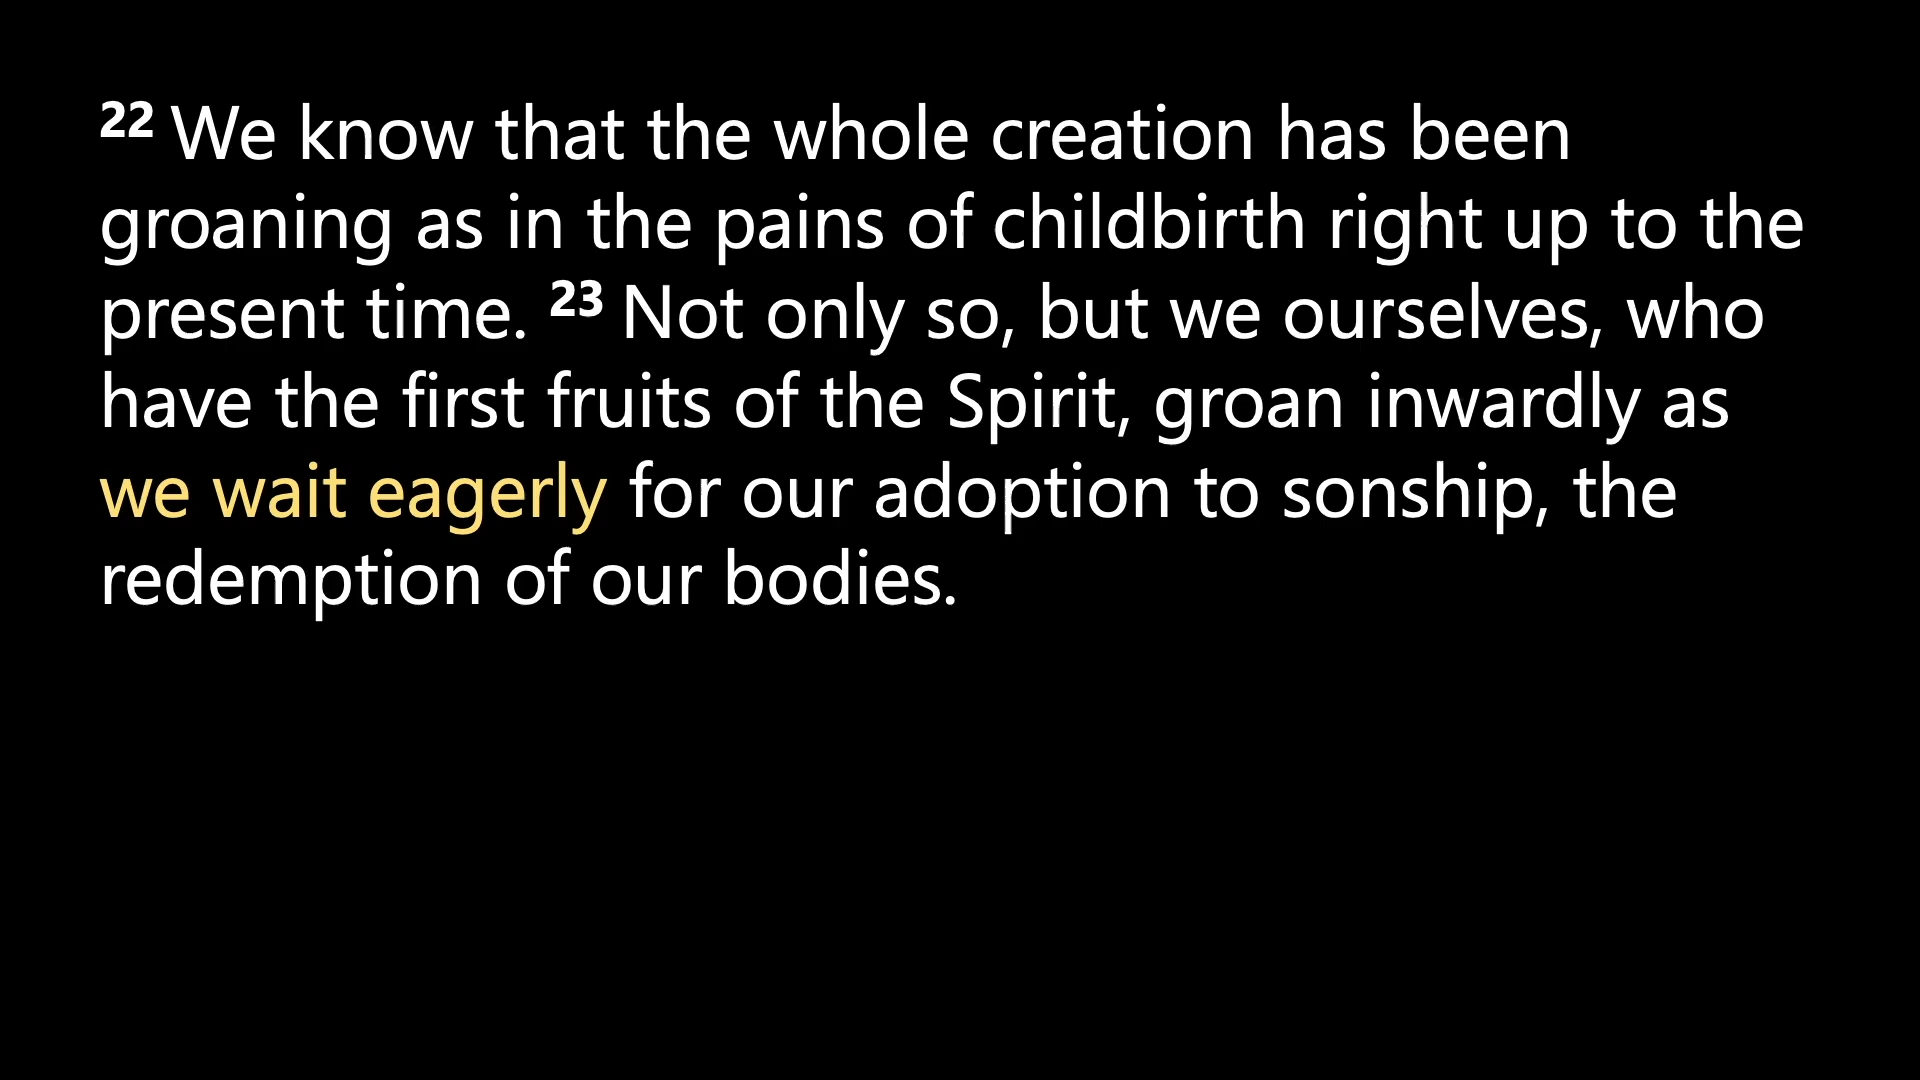 22 We know that the whole creation has been
groaning as in the pains of childbirth right up to the
present time. 23 Not only so, but we ourselves, who
have the first fruits of the Spirit, groan inwardly as
we wait eagerly for our adoption to sonship, the
redemption of our bodies.